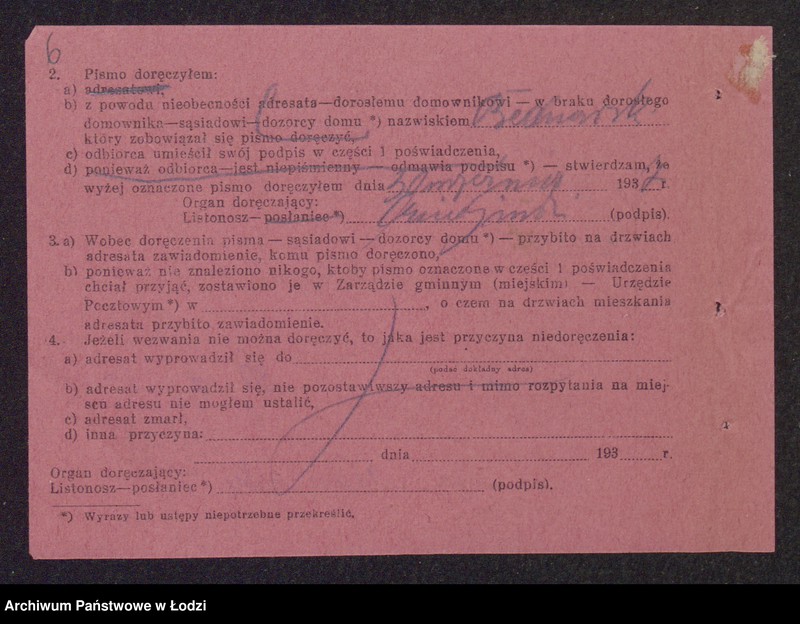 6
2. Pismo doręczyłem:
a) adresatowi,
b) z powodu nieobecności adresata—dorosłemu domownikowi — w braku dorosłego
domownika—sąsiadowi—dozorcy domu *) nazwiskiem Bednarek
który zobowiązał się pismo doręczyć,
c) odbiorca umieścił swój podpis w części 1 poświadczenia,
d) ponieważ odbiorca—jest niepiśmienny — odmawia podpisu *) — stwierdzam, że
wyżej oznaczone pismo doręczyłem dnia 193 r.
Organ doręczający:
Listonosz—posłaniec *) (podpis).
3. a) Wobec doręczenia pisma — sąsiadowi — dozorcy domu *) — przybito na drzwiach
adresata zawiadomienie, komu pismo doręczono,
b) ponieważ nie znaleziono nikogo, ktoby pismo oznaczone w części 1 poświadczenia
chciał przyjąć, zostawiono je w Zarządzie gminnym (miejskim) — Urzędzie
Pocztowym *) w , o czem na drzwiach mieszkania
adresata przybito zawiadomienie.
4. Jeżeli wezwania nie można doręczyć, to jaka jest przyczyna niedoręczenia:
a) adresat wyprowadził się do
(podać dokładny adres)
b) adresat wyprowadził się, nie pozostawiwszy adresu i mimo rozpytania na miej-
scu adresu nie mogłem ustalić,
c) adresat zmarł,
d) inna przyczyna:
dnia 193 r.
Organ doręczający:
Listonosz—posłaniec *) (podpis).
*) Wyrazy lub ustępy niepotrzebne przekreślić.
Archiwum Państwowe w Łodzi